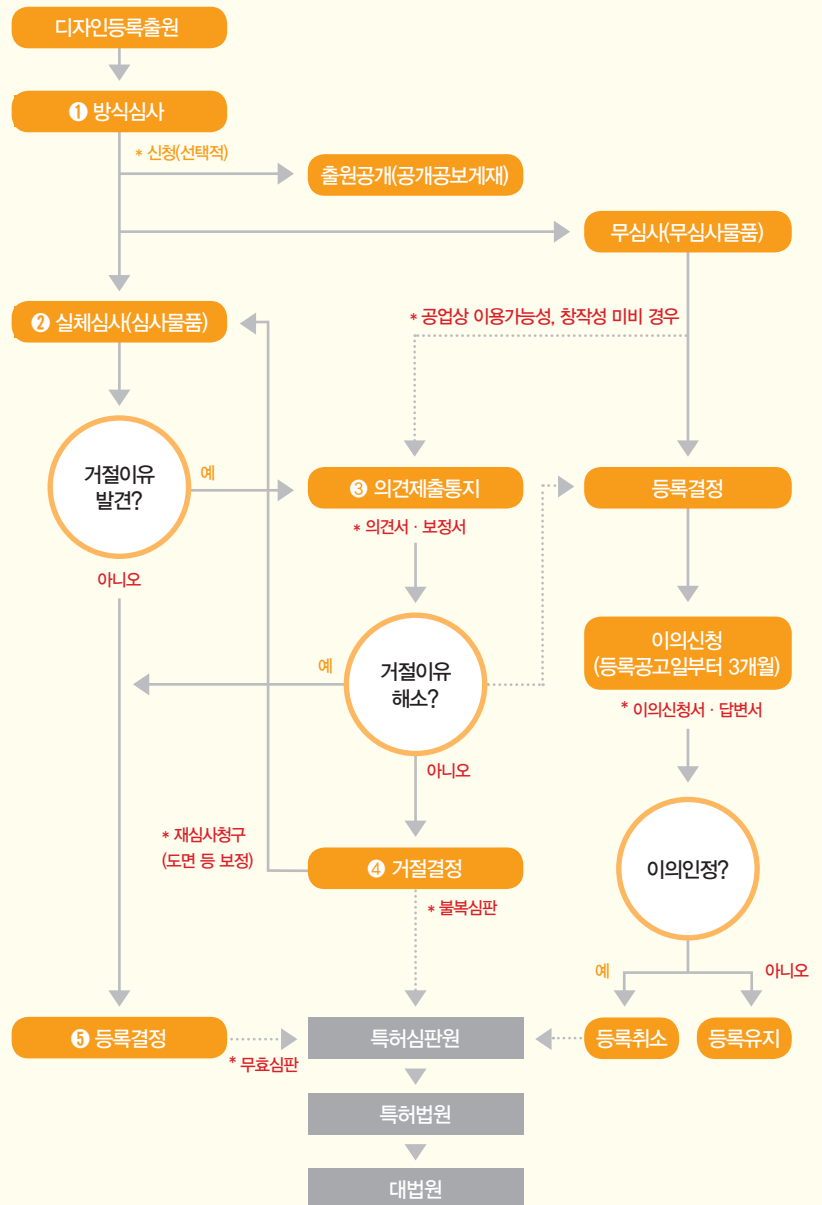 디자인등록출원
❶ 방식심사
* 신청(선택적)
출원공개(공개공보게재)
무심사(무심사물품)
❷ 실체심사(심사물품)
* 공업상 이용가능성, 창작성 미비 경우
거절이유
발견?
예
❸ 의견제출통지
등록결정
* 의견서 · 보정서
아니오
이의신청
(등록공고일부터 3개월)
예
거절이유
해소?
* 이의신청서 · 답변서
아니오
* 재심사청구
(도면 등 보정)
❹ 거절결정
이의인정?
* 불복심판
예
아니오
❺ 등록결정
* 무효심판
특허심판원
등록취소
등록유지
특허법원
대법원